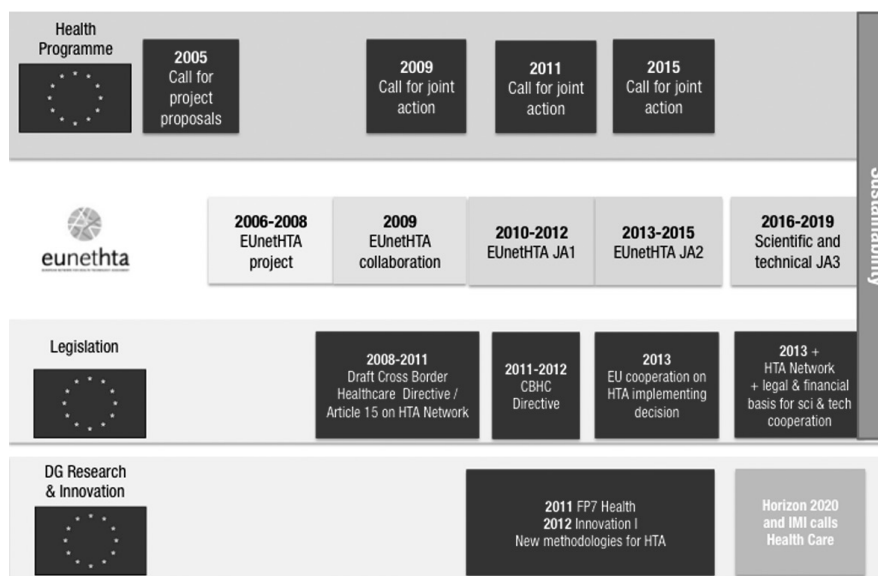 Health
Programme
2005
Call for
project
proposals
2009
Call for joint
action
2011
Call for joint
action
2015
Call for joint
action
Sustainability
eunethta
2006-2008
EUnetHTA
project
2009
EUnetHTA
collaboration
2010-2012
EUnetHTA JA1
2013-2015
EUnetHTA JA2
2016-2019
Scientific and
technical JA3
Legislation
2008-2011
Draft Cross Border
Healthcare Directive /
Article 15 on HTA Network
2011-2012
CBHC
Directive
2013
EU cooperation on
HTA implementing
decision
2013 +
HTA Network
+ legal & financial
basis for sci & tech
cooperation
DG Research
& Innovation
2011 FP7 Health
2012 Innovation I
New methodologies for HTA
Horizon 2020
and IMI calls
Health Care